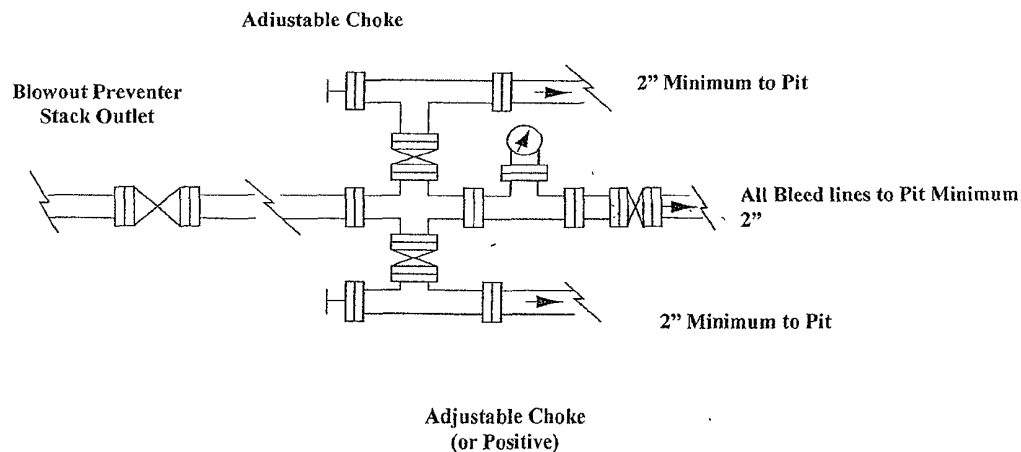 Adjustable Choke
2” Minimum to Pit
Blowout Preventer
Stack Outlet
All Bleed lines to Pit Minimum
2”
2” Minimum to Pit
Adjustable Choke
(or Positive)